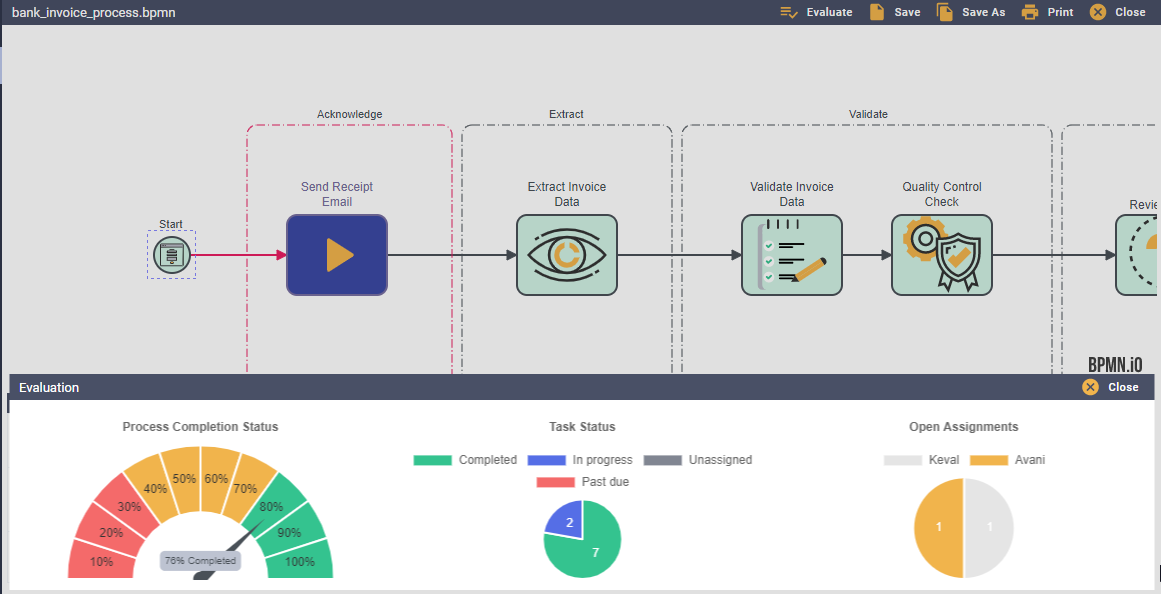 bank_invoice_process.bpmn
Evaluate
Save
Save As
Print
Close
Acknowledge
Extract
Validate
Send Receipt
Email
Extract Invoice
Data
Validate Invoice
Data
Quality Control
Check
Start
Revie
BPMN.iO
Evaluation
Close
Process Completion Status
10%
20%
30%
40%
50%
60%
70%
80%
90%
100%
76% Completed
Task Status
Completed
In progress
Unassigned
Past due
2
7
Open Assignments
Keval
Avani
1
1